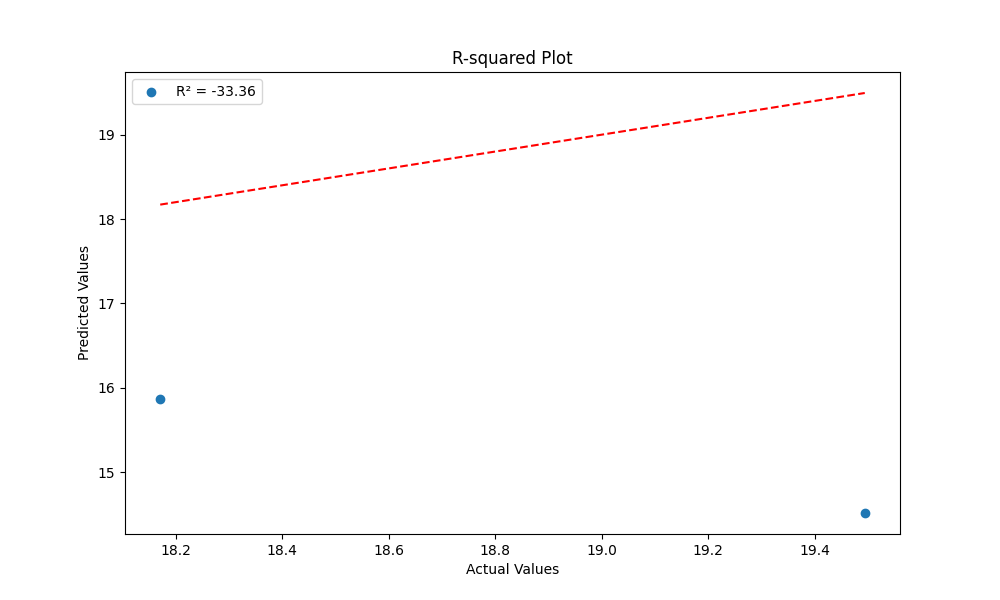 R-squared Plot
R² = -33.36
Predicted Values
19
18
17
16
15
18.2 18.4 18.6 18.8 19.0 19.2 19.4
Actual Values